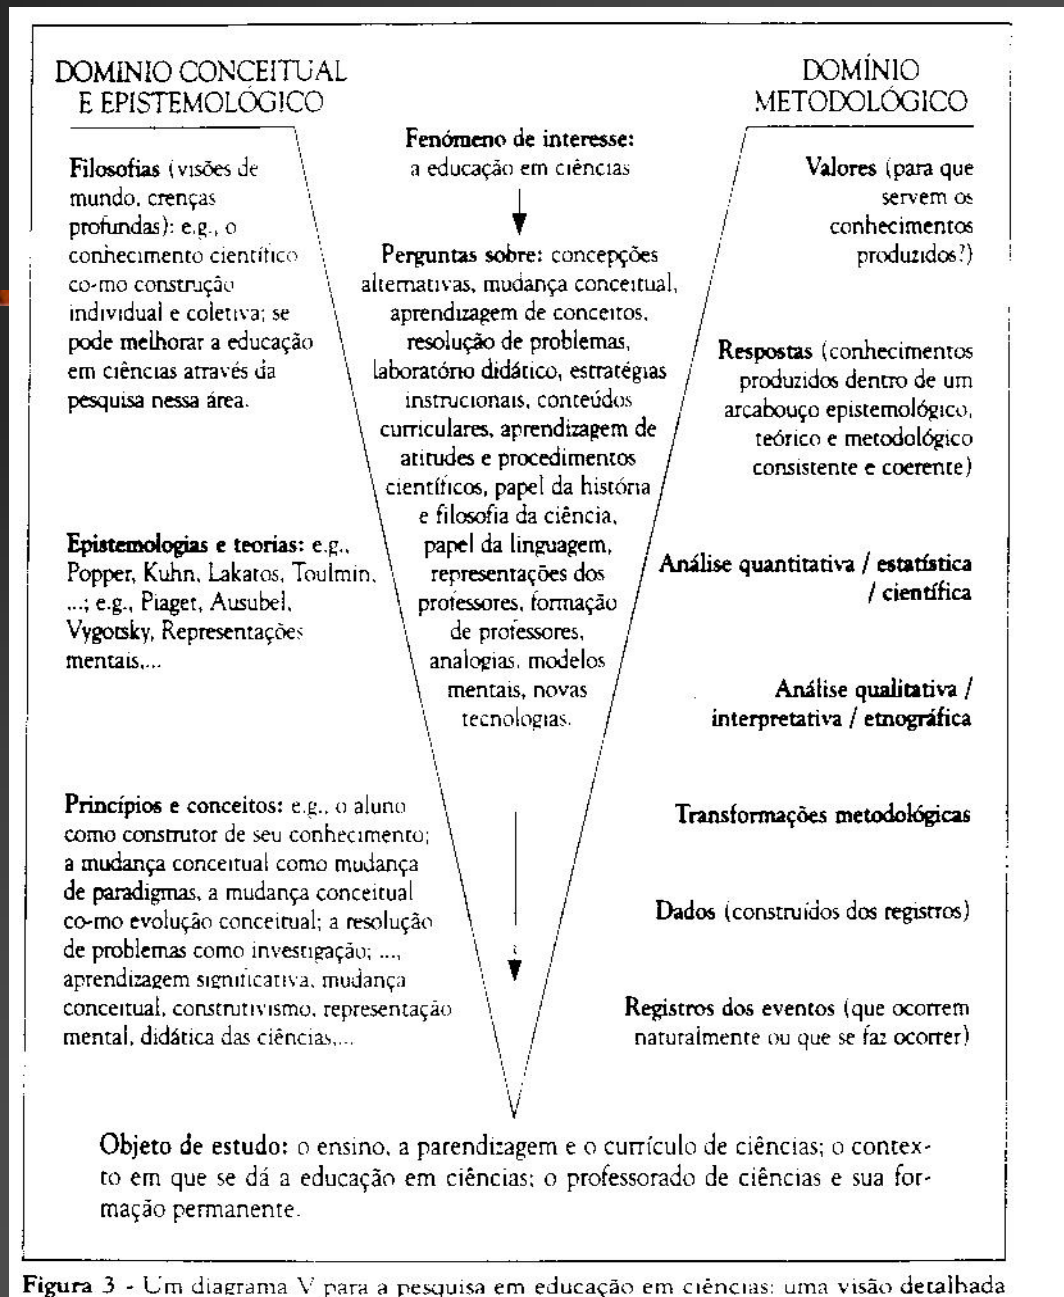 DOMINIO CONCEITUAL
E EPISTEMOLÓGICO
Filosofias (visões de
mundo, crenças
profundas): e.g., o
conhecimento científico
co-mo construção
individual e coletiva; se
pode melhorar a educação
em ciências através da
pesquisa nessa área.
Epistemologias e teorias: e.g.,
Popper, Kuhn, Lakatos, Toulmin,
...; e.g., Piaget, Ausubel,
Vygotsky, Representações
mentais,...
Princípios e conceitos: e.g., o aluno
como construtor de seu conhecimento;
a mudança conceitual como mudança
de paradigmas, a mudança conceitual
co-mo evolução conceitual; a resolução
de problemas como investigação; ...,
aprendizagem significativa, mudança
conceitual, construtivismo, representação
mental, didática das ciências,...
Fenómeno de interesse:
a educação em ciências
Perguntas sobre: concepções
alternativas, mudança conceitual,
aprendizagem de conceitos,
resolução de problemas,
laboratório didático, estratégias
instrucionais, conteúdos
curriculares, aprendizagem de
atitudes e procedimentos
científicos, papel da história
e filosofia da ciência,
papel da linguagem,
representações dos
professores, formação
de professores,
analogias, modelos
mentais, novas
tecnologias.
DOMÍNIO
METODOLÓGICO
Valores (para que
servem os
conhecimentos
produzidos?)
Respostas (conhecimentos
produzidos dentro de um
arcabouço epistemológico,
teórico e metodológico
consistente e coerente)
Análise quantitativa / estatística
/ científica
Análise qualitativa /
interpretativa / etnográfica
Transformações metodológicas
Dados (construídos dos registros)
Registros dos eventos (que ocorrem
naturalmente ou que se faz ocorrer)
Objeto de estudo: o ensino, a parendizagem e o currículo de ciências; o contex-
to em que se dá a educação em ciências; o professorado de ciências e sua for-
mação permanente.
Figura 3 - Um diagrama V para a pesquisa em educação em ciências: uma visão detalhada